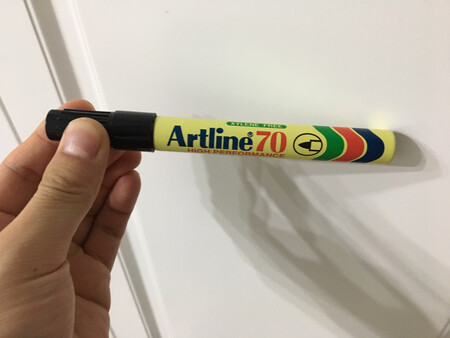 XYLENE FREE
Artline 70
HIGH PERFORMANCE